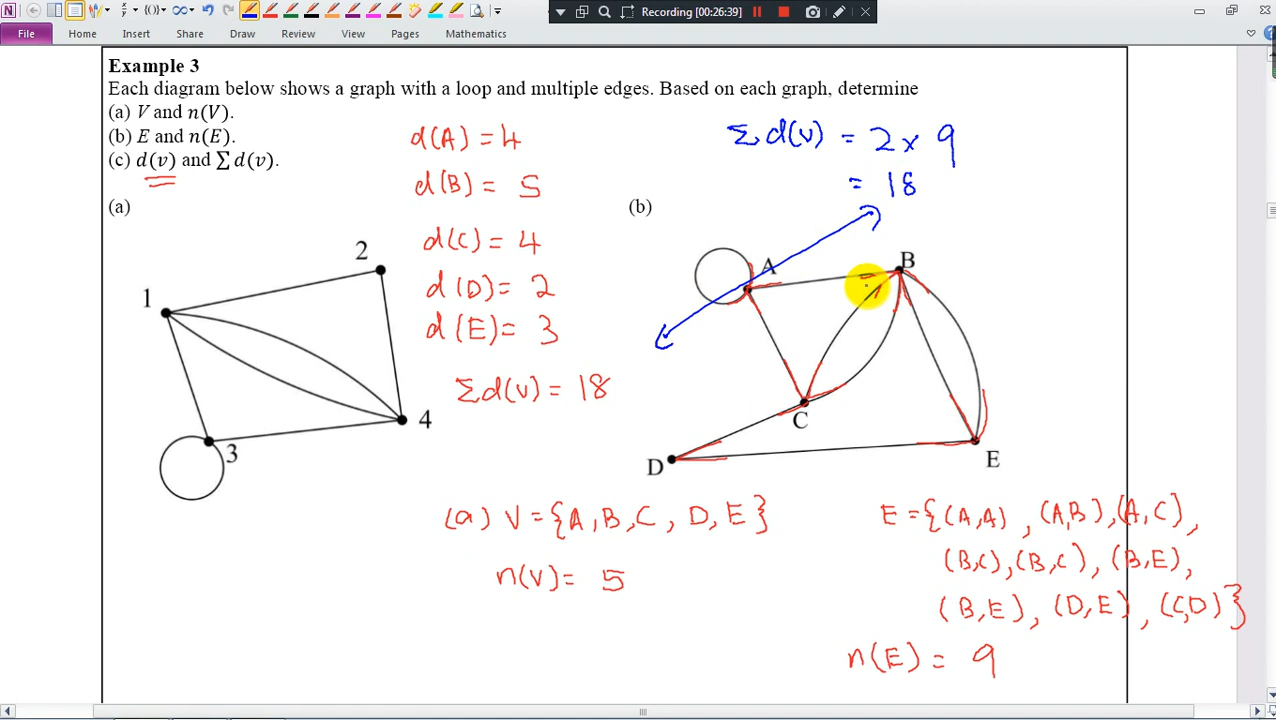 Recording [00:26:39]
File Home Insert Share Draw Review View Pages Mathematics
Example 3
Each diagram below shows a graph with a loop and multiple edges. Based on each graph, determine
(a) V and n(V).
(b) E and n(E).
(c) d(v) and ∑ d(v).
d(A) = 4
d(B) = 5
d(C) = 4
d(D) = 2
d(E) = 3
∑d(v) = 18
∑d(v) = 2 x 9
= 18
(a)
1
2
3
4
(b)
A
B
C
D
E
(a) V = {A, B, C, D, E}
n(V) = 5
E = {(A,A), (A,B), (A,C),
(B,C), (B,C), (B,E),
(B,E), (D,E), (C,D)}
n(E) = 9